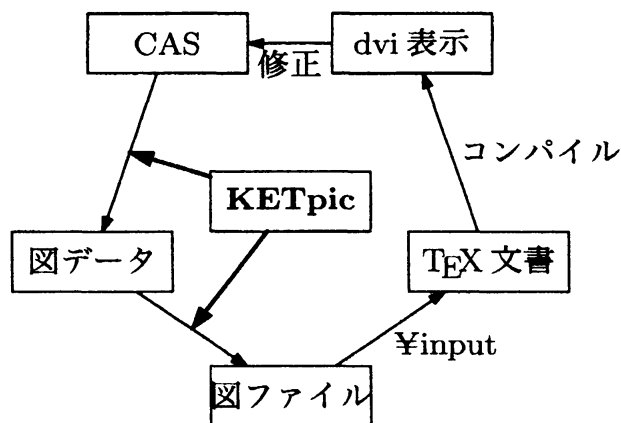 CAS
dvi 表示
修正
コンパイル
KETpic
図データ
TEX 文書
¥input
図ファイル